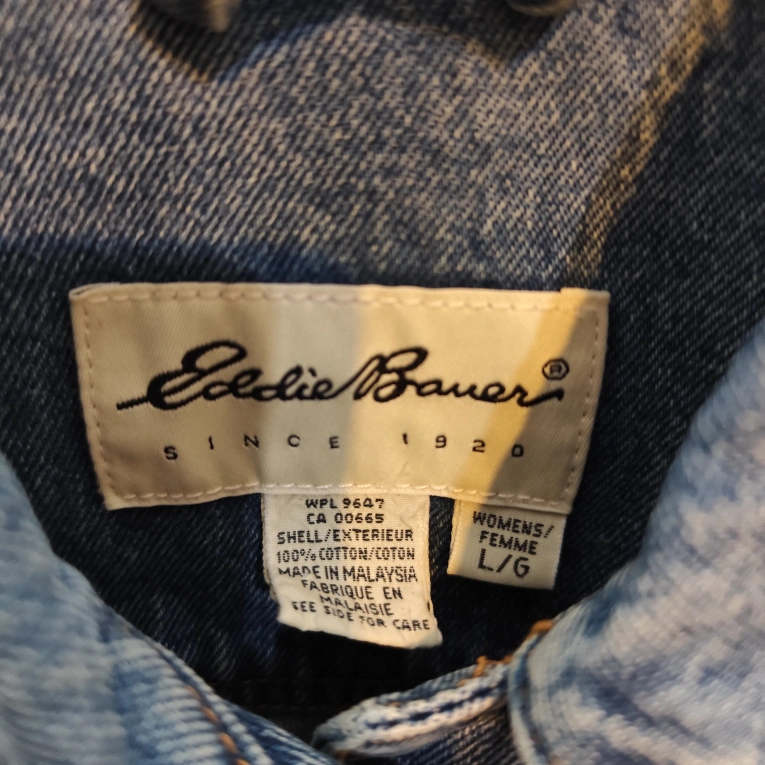 Eddie Bauer®
SINCE 1920
WPL 9647
CA 00665
SHELL/EXTERIEUR
100% COTTON/COTON
MADE IN MALAYSIA
FABRIQUE EN
MALAISIE
SEE SIDE FOR CARE
WOMENS/
FEMME
L/G